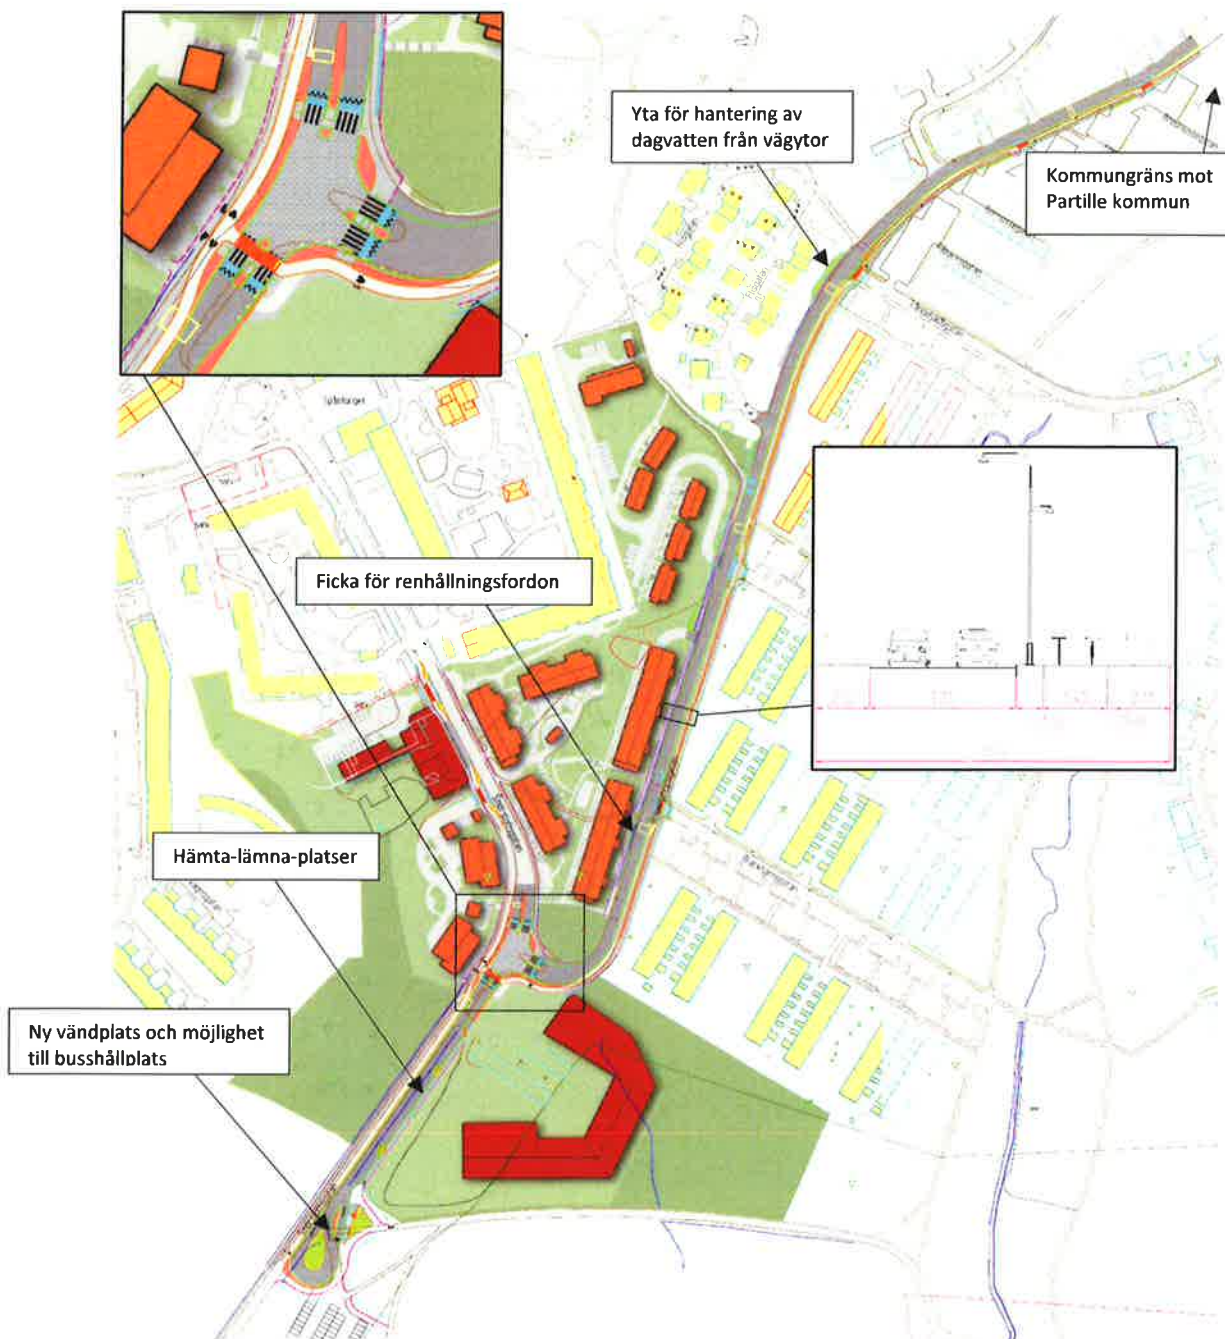 Yta för hantering av
dagvatten från vägytor
Kommungräns mot
Partille kommun
Ficka för renhållningsfordon
Hämta-lämna-platser
Ny vändplats och möjlighet
till busshållplats